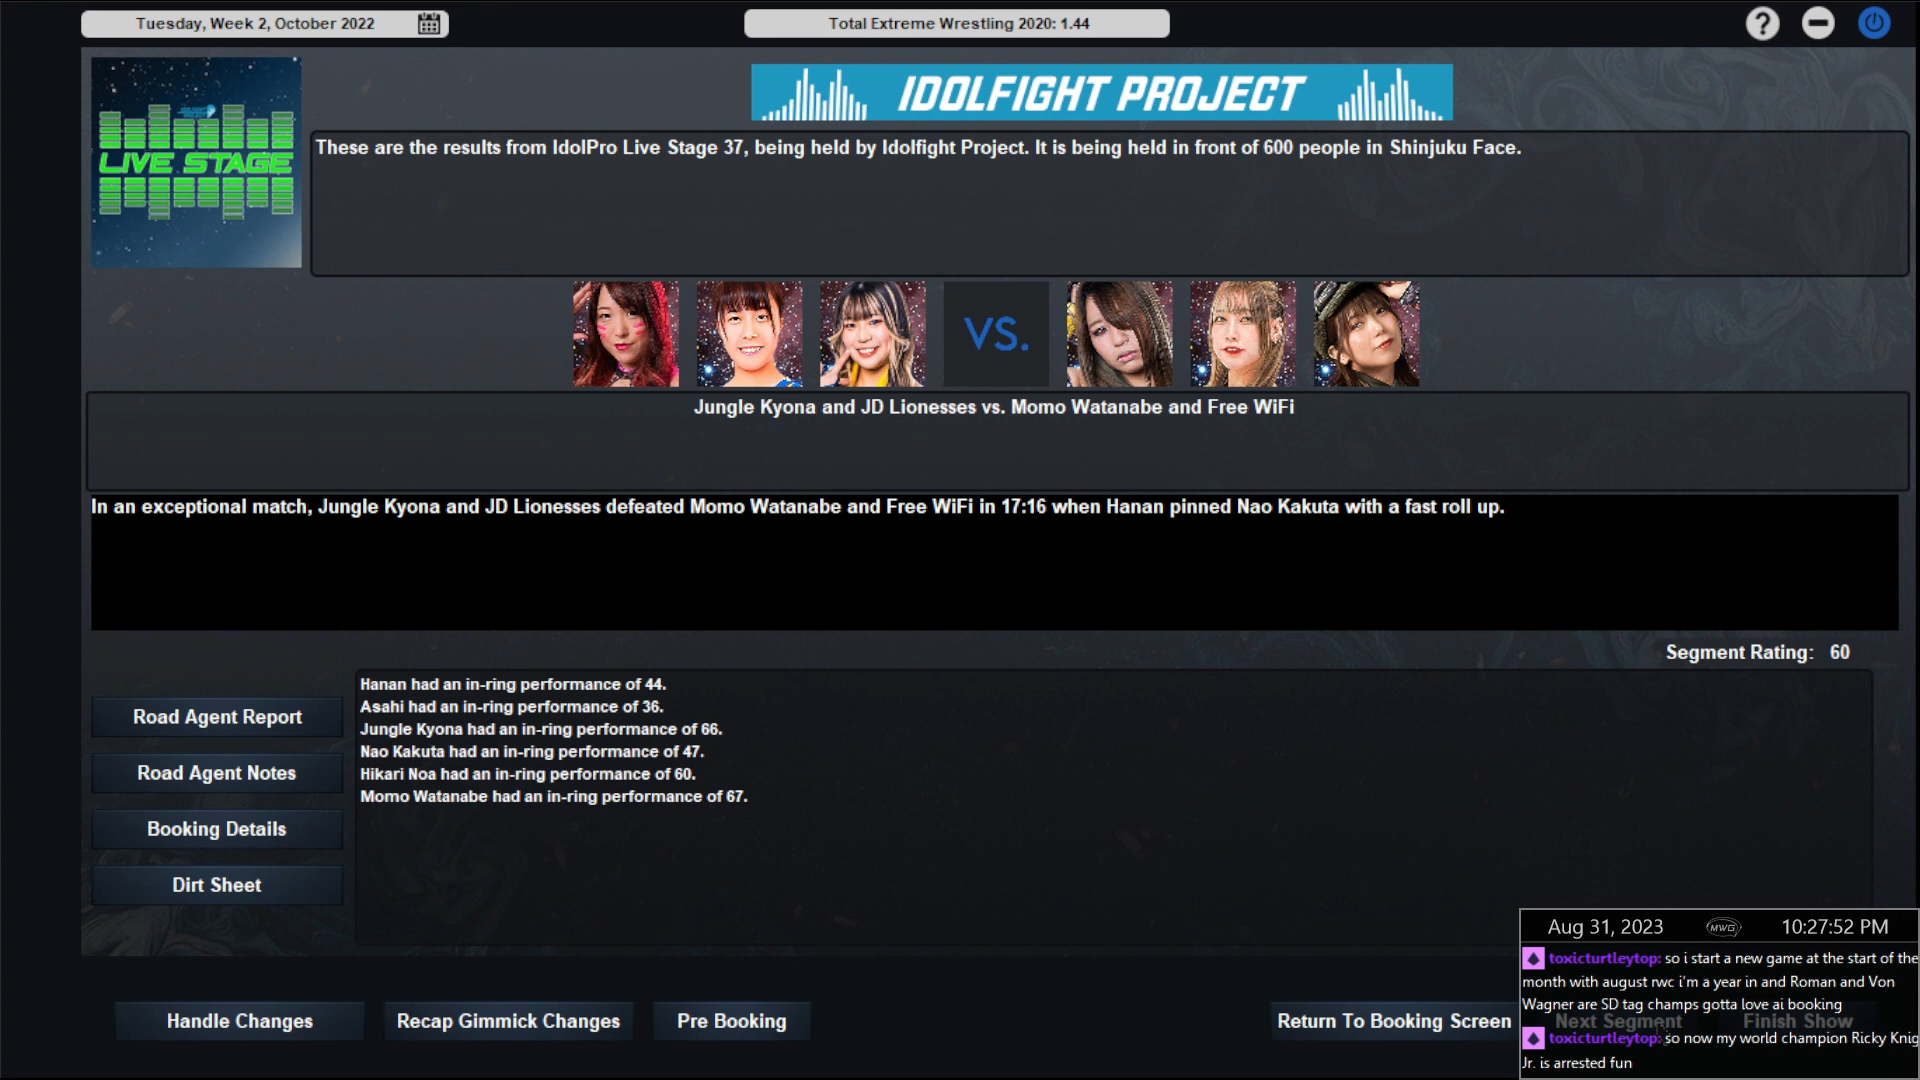 Tuesday, Week 2, October 2022
Total Extreme Wrestling 2020: 1.44
?
LIVE STAGE
IDOLFIGHT PROJECT
These are the results from IdolPro Live Stage 37, being held by Idolfight Project. It is being held in front of 600 people in Shinjuku Face.
VS.
Jungle Kyona and JD Lionesses vs. Momo Watanabe and Free WiFi
In an exceptional match, Jungle Kyona and JD Lionesses defeated Momo Watanabe and Free WiFi in 17:16 when Hanan pinned Nao Kakuta with a fast roll up.
Segment Rating: 60
Road Agent Report
Road Agent Notes
Booking Details
Dirt Sheet
Hanan had an in-ring performance of 44.
Asahi had an in-ring performance of 36.
Jungle Kyona had an in-ring performance of 66.
Nao Kakuta had an in-ring performance of 47.
Hikari Noa had an in-ring performance of 60.
Momo Watanabe had an in-ring performance of 67.
Handle Changes
Recap Gimmick Changes
Pre Booking
Return To Booking Screen
Next Segment
Finish Show
Aug 31, 2023
MWG
10:27:52 PM
toxicturtleytop: so i start a new game at the start of the
month with august rwc i'm a year in and Roman and Von
Wagner are SD tag champs gotta love ai booking
toxicturtleytop: so now my world champion Ricky Knig
Jr. is arrested fun